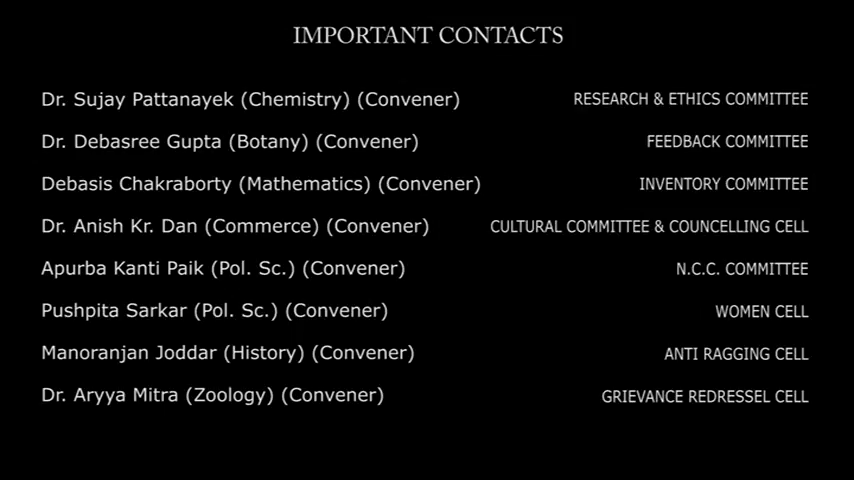 IMPORTANT CONTACTS
Dr. Sujay Pattanayek (Chemistry) (Convener) RESEARCH & ETHICS COMMITTEE
Dr. Debasree Gupta (Botany) (Convener) FEEDBACK COMMITTEE
Debasis Chakraborty (Mathematics) (Convener) INVENTORY COMMITTEE
Dr. Anish Kr. Dan (Commerce) (Convener) CULTURAL COMMITTEE & COUNCELLING CELL
Apurba Kanti Paik (Pol. Sc.) (Convener) N.C.C. COMMITTEE
Pushpita Sarkar (Pol. Sc.) (Convener) WOMEN CELL
Manoranjan Joddar (History) (Convener) ANTI RAGGING CELL
Dr. Aryya Mitra (Zoology) (Convener) GRIEVANCE REDRESSEL CELL